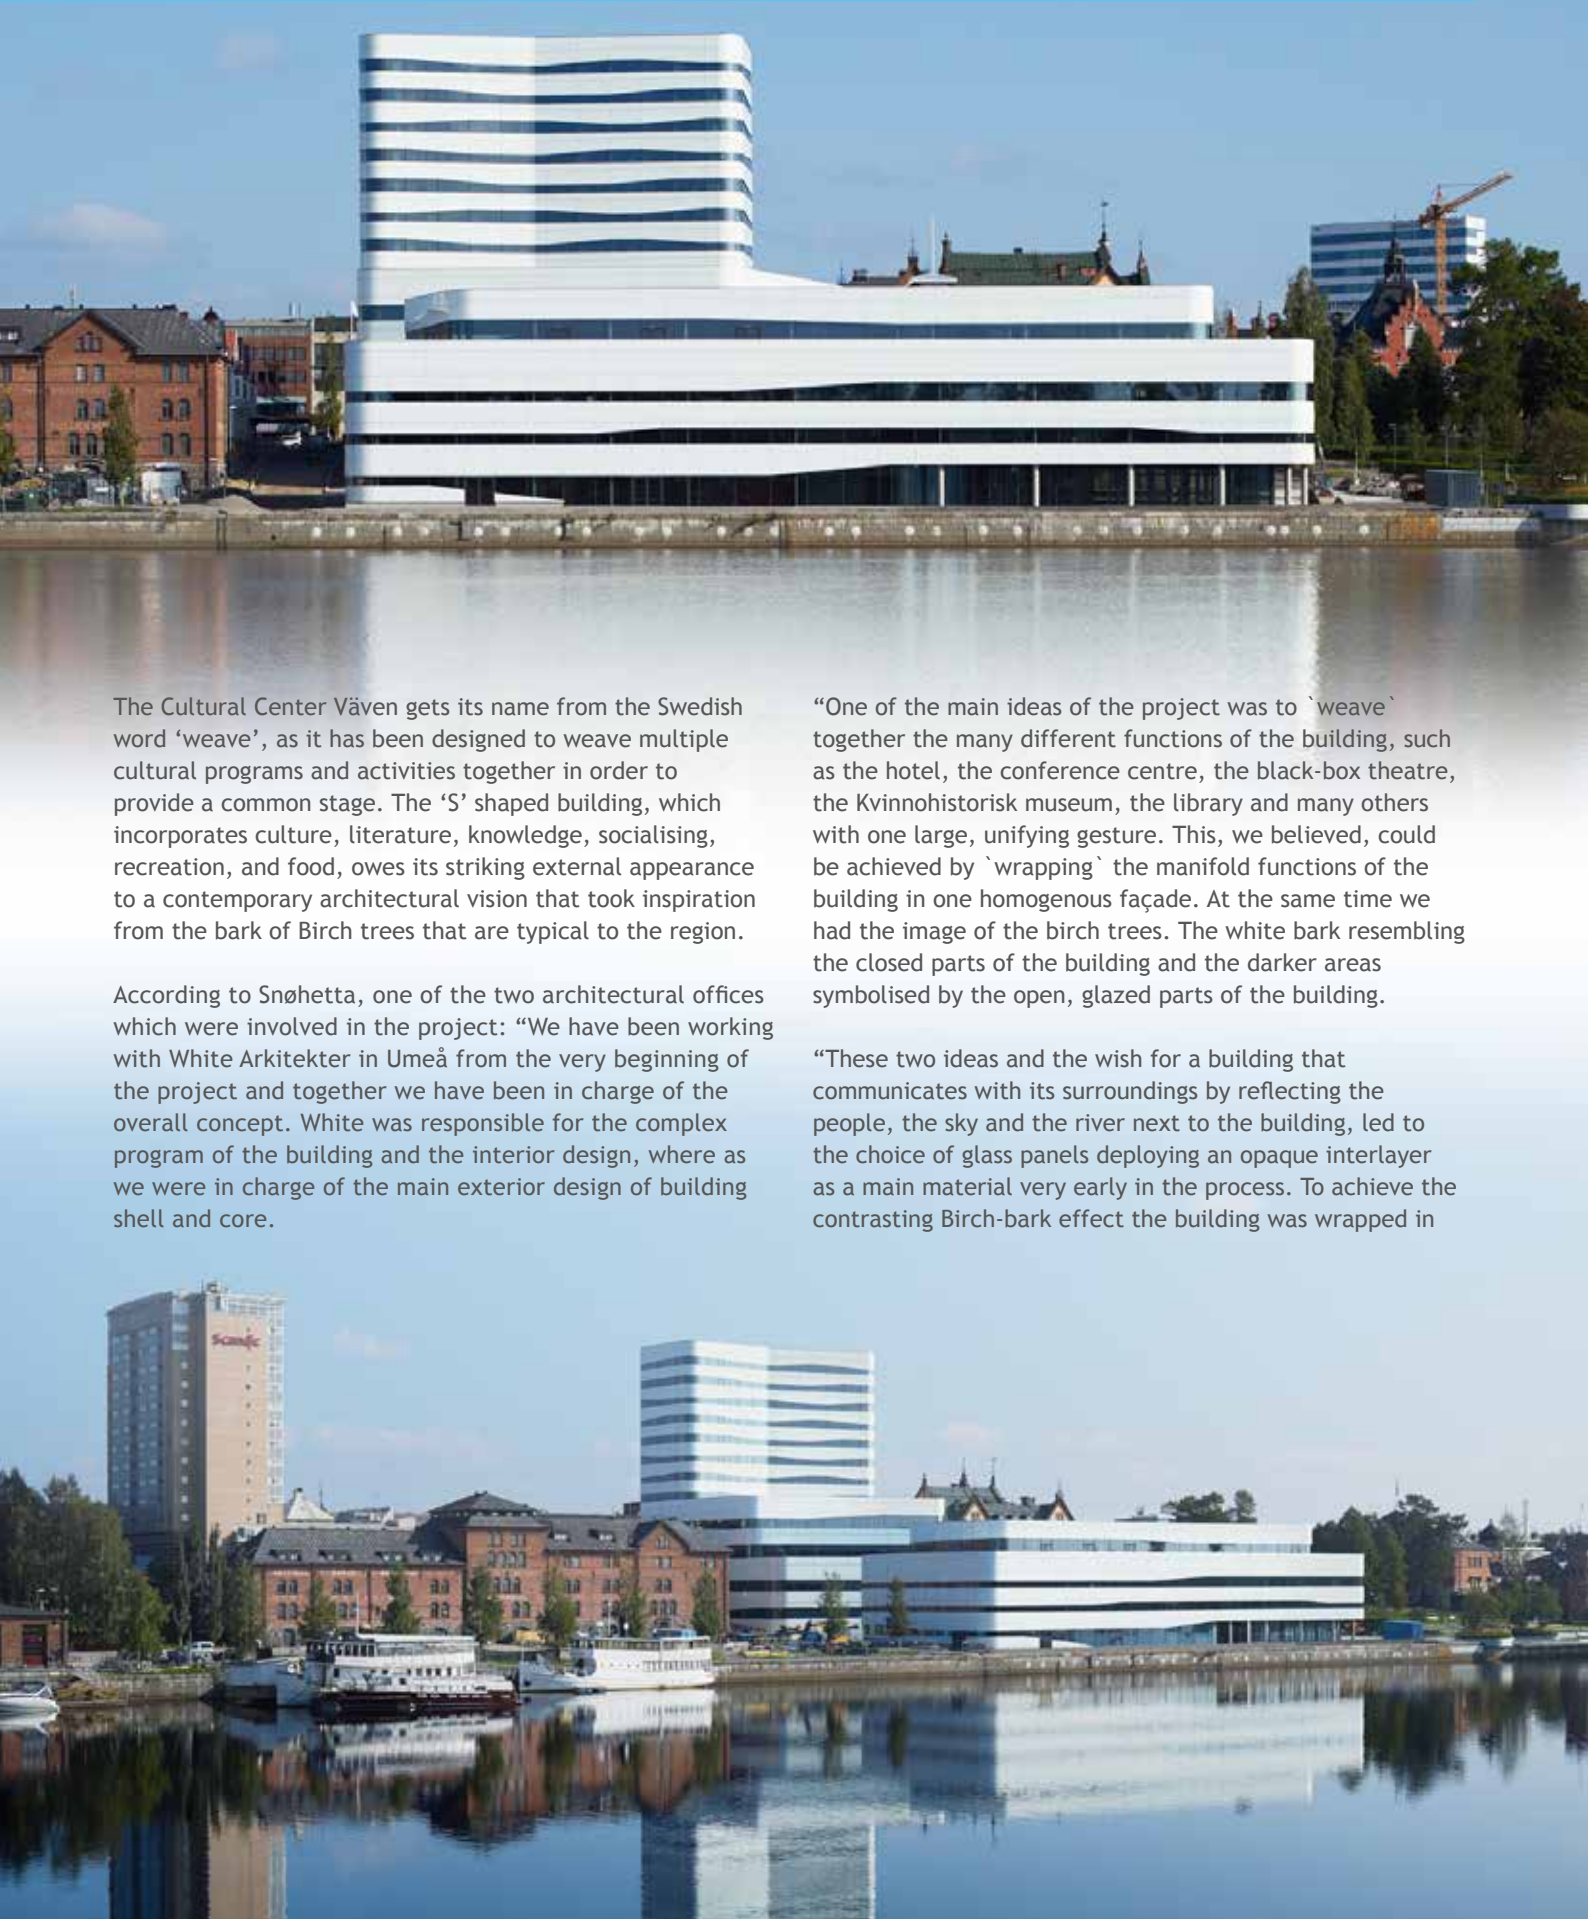 The Cultural Center Väven gets its name from the Swedish
word ‘weave’, as it has been designed to weave multiple
cultural programs and activities together in order to
provide a common stage. The ‘S’ shaped building, which
incorporates culture, literature, knowledge, socialising,
recreation, and food, owes its striking external appearance
to a contemporary architectural vision that took inspiration
from the bark of Birch trees that are typical to the region.
According to Snøhetta, one of the two architectural offices
which were involved in the project: “We have been working
with White Arkitekter in Umeå from the very beginning of
the project and together we have been in charge of the
overall concept. White was responsible for the complex
program of the building and the interior design, where as
we were in charge of the main exterior design of building
shell and core.
“One of the main ideas of the project was to `weave`
together the many different functions of the building, such
as the hotel, the conference centre, the black-box theatre,
the Kvinnohistorisk museum, the library and many others
with one large, unifying gesture. This, we believed, could
be achieved by `wrapping` the manifold functions of the
building in one homogenous façade. At the same time we
had the image of the birch trees. The white bark resembling
the closed parts of the building and the darker areas
symbolised by the open, glazed parts of the building.
“These two ideas and the wish for a building that
communicates with its surroundings by reflecting the
people, the sky and the river next to the building, led to
the choice of glass panels deploying an opaque interlayer
as a main material very early in the process. To achieve the
contrasting Birch-bark effect the building was wrapped in
Scandic